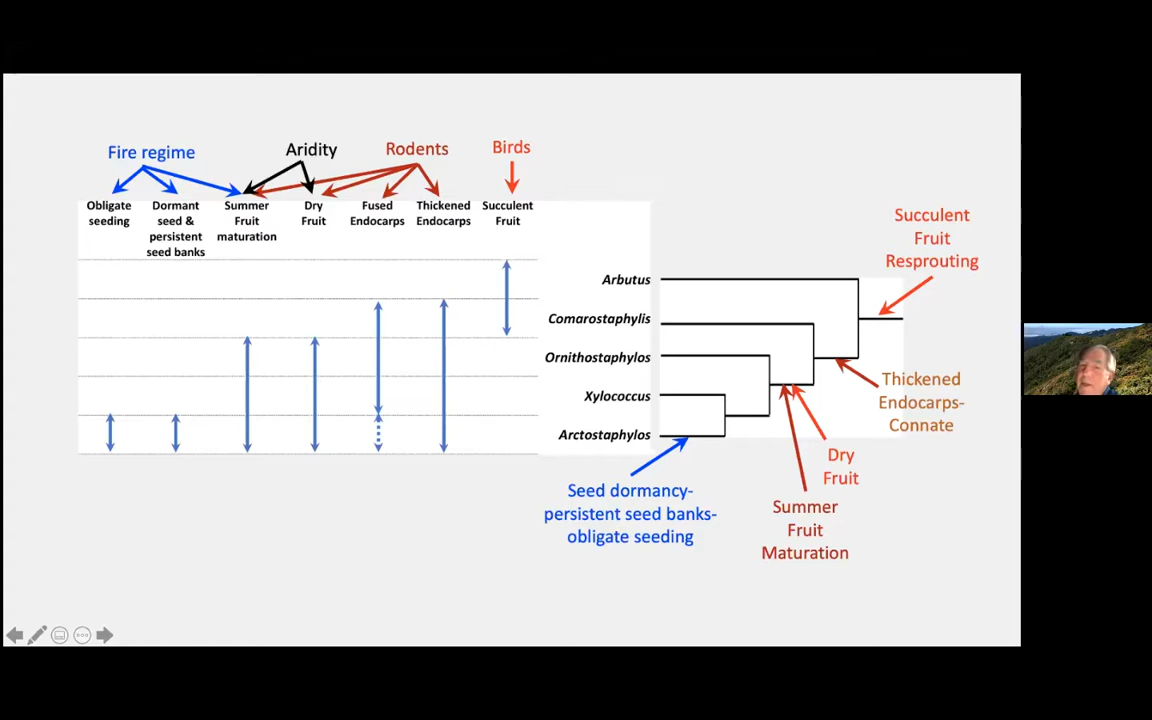 Fire regime
Aridity
Rodents
Birds
Obligate
seeding
Dormant
seed &
persistent
seed banks
Summer
Fruit
maturation
Dry
Fruit
Fused
Endocarps
Thickened
Endocarps
Succulent
Fruit
Arbutus
Comarostaphylis
Ornithostaphylos
Xylococcus
Arctostaphylos
Succulent
Fruit
Resprouting
Thickened
Endocarps-
Connate
Dry
Fruit
Summer
Fruit
Maturation
Seed dormancy-
persistent seed banks-
obligate seeding